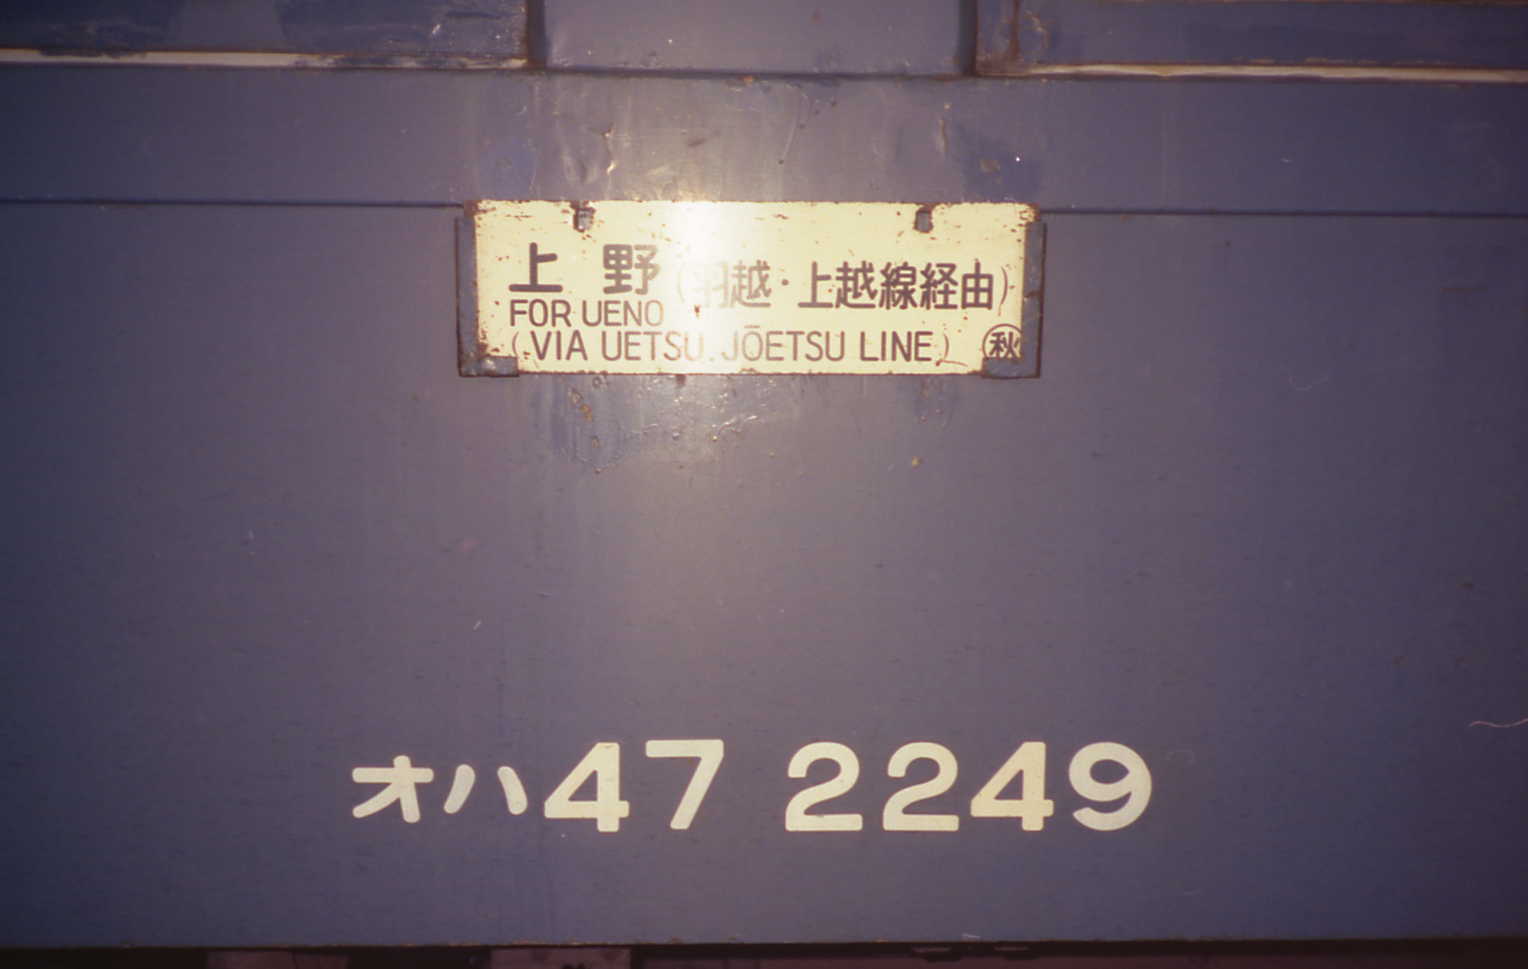 上野(羽越・上越線経由)
FOR UENO
(VIA UETSU.JŌETSU LINE) ㊙秋
オハ47 2249